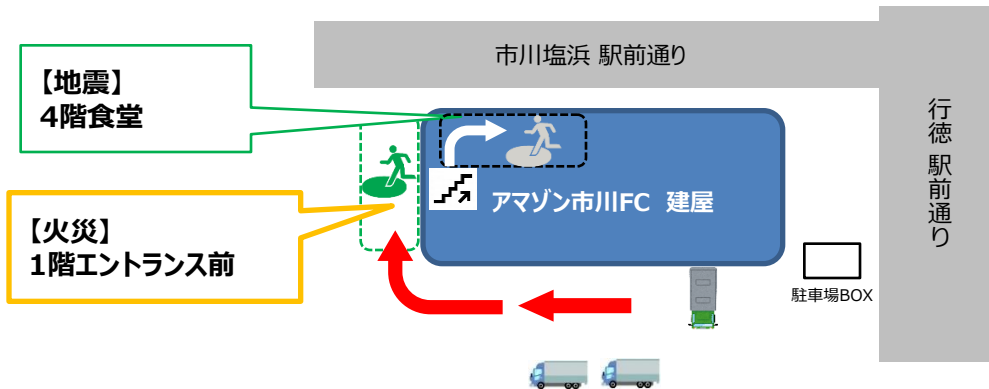 市川塩浜 駅前通り
【地震】
4階食堂
行徳 駅前通り
アマゾン市川FC 建屋
【火災】
1階エントランス前
駐車場BOX